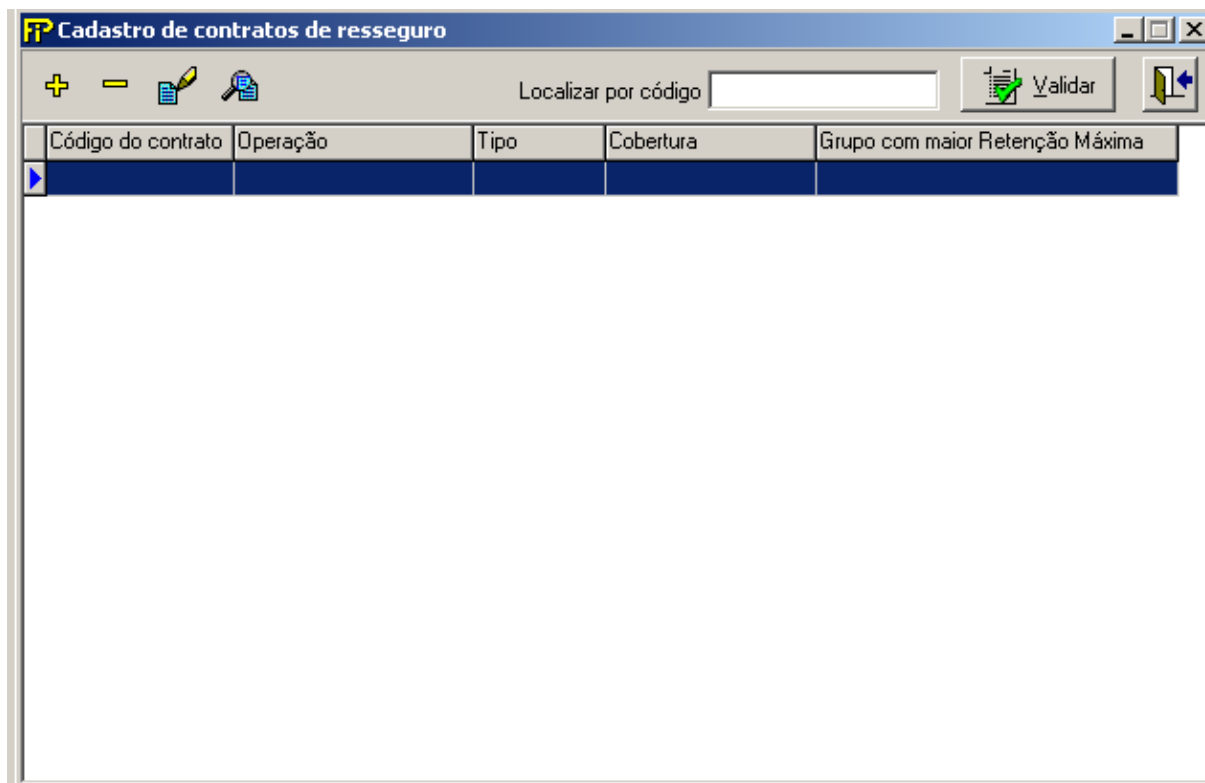 FIP Cadastro de contratos de resseguro
Localizar por código Validar
Código do contrato Operação Tipo Cobertura Grupo com maior Retenção Máxima